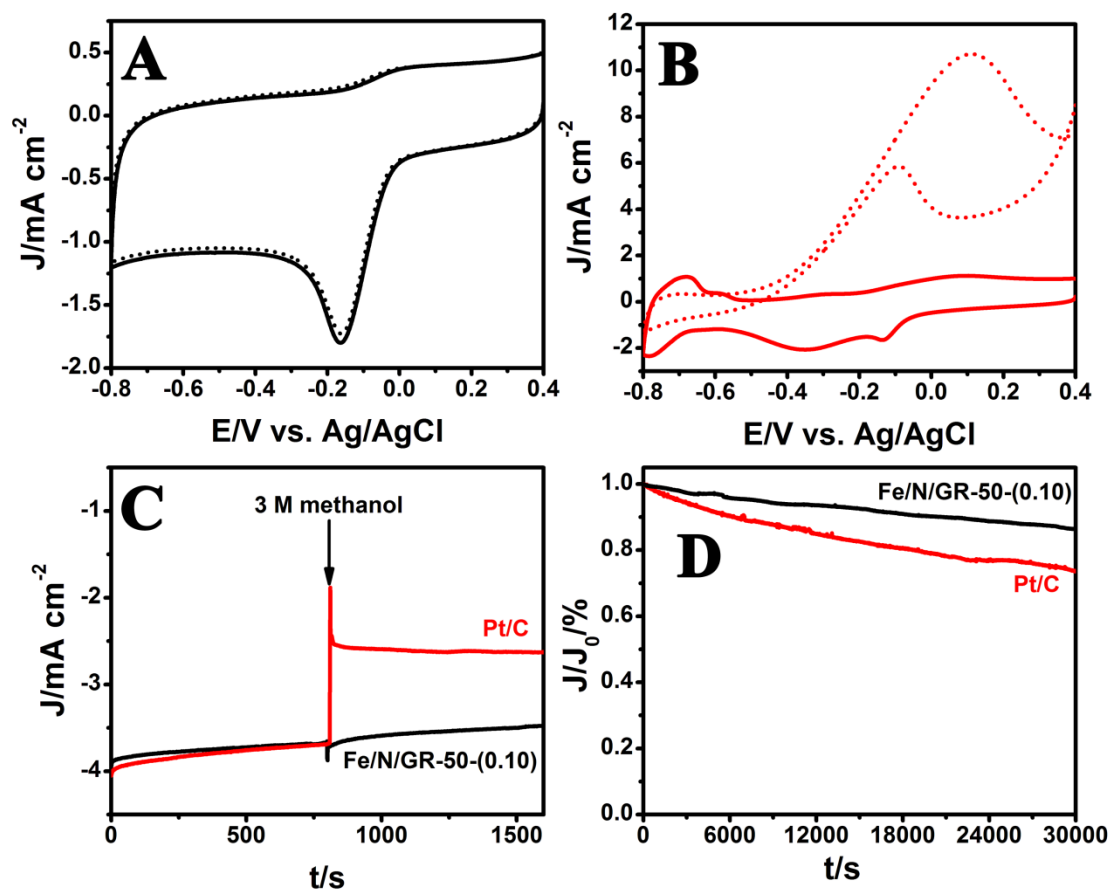 A
J/mA cm⁻²
0.5
0.0
-0.5
-1.0
-1.5
-2.0
-0.8 -0.6 -0.4 -0.2 0.0 0.2 0.4
E/V vs. Ag/AgCl
B
J/mA cm⁻²
12
10
8
6
4
2
0
-2
-0.8 -0.6 -0.4 -0.2 0.0 0.2 0.4
E/V vs. Ag/AgCl
C
J/mA cm⁻²
-1
-2
-3
-4
3 M methanol
Pt/C
Fe/N/GR-50-(0.10)
0 500 1000 1500
t/s
D
J/J₀/%
1.0
0.8
0.6
0.4
0.2
0.0
Fe/N/GR-50-(0.10)
Pt/C
0 6000 12000 18000 24000 30000
t/s